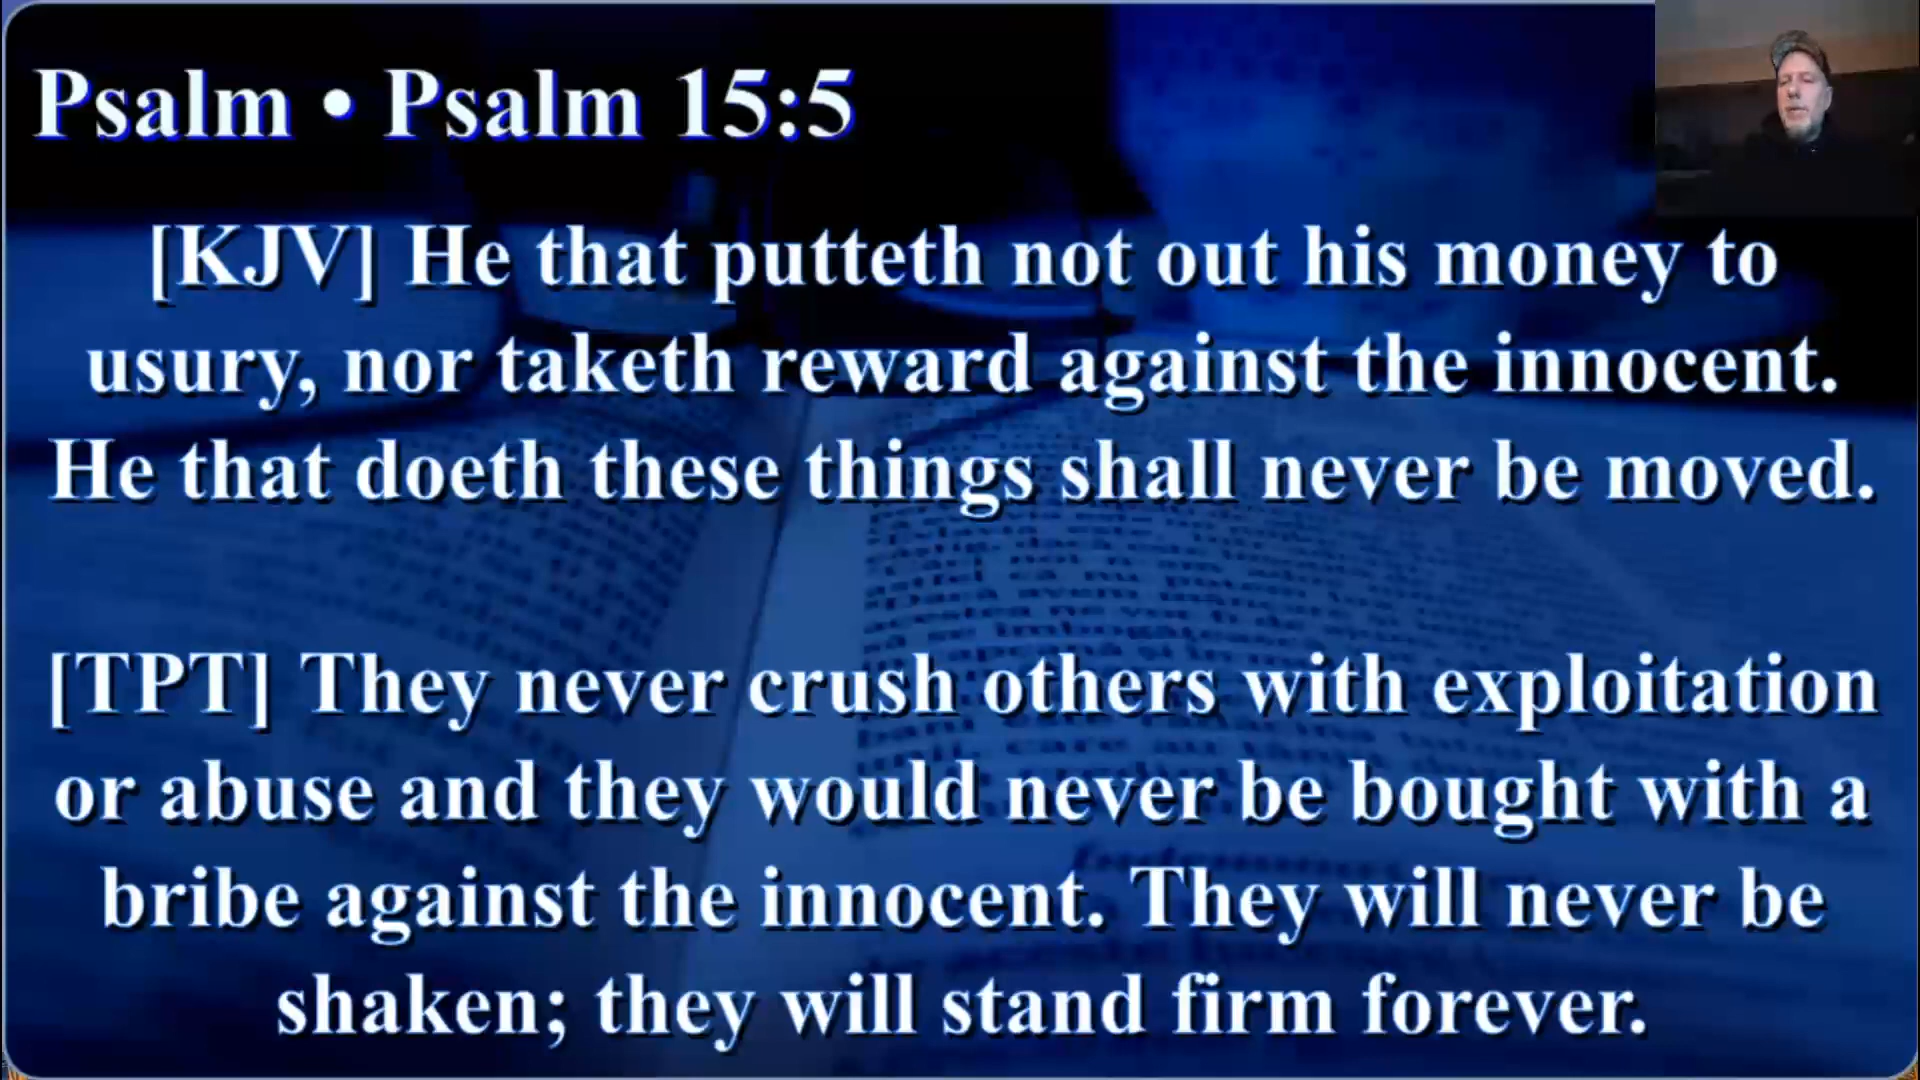 Psalm • Psalm 15:5
[KJV] He that putteth not out his money to
usury, nor taketh reward against the innocent.
He that doeth these things shall never be moved.
[TPT] They never crush others with exploitation
or abuse and they would never be bought with a
bribe against the innocent. They will never be
shaken; they will stand firm forever.